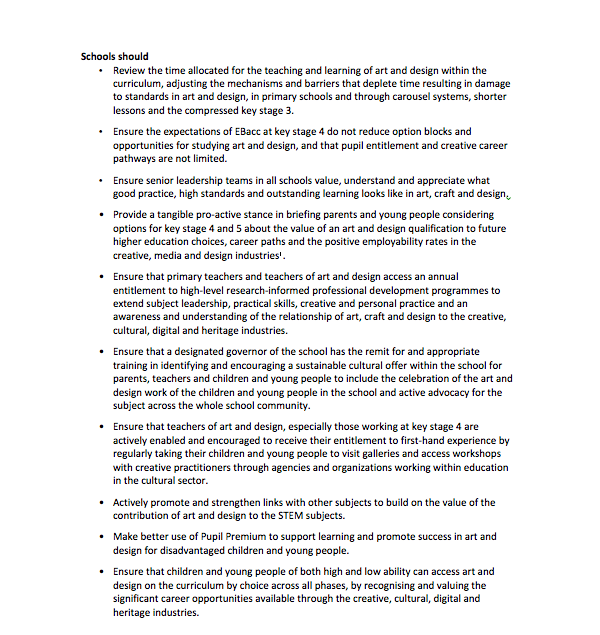 Schools should
• Review the time allocated for the teaching and learning of art and design within the
curriculum, adjusting the mechanisms and barriers that deplete time resulting in damage
to standards in art and design, in primary schools and through carousel systems, shorter
lessons and the compressed key stage 3.
• Ensure the expectations of EBacc at key stage 4 do not reduce option blocks and
opportunities for studying art and design, and that pupil entitlement and creative career
pathways are not limited.
• Ensure senior leadership teams in all schools value, understand and appreciate what
good practice, high standards and outstanding learning looks like in art, craft and design.
• Provide a tangible pro-active stance in briefing parents and young people considering
options for key stage 4 and 5 about the value of an art and design qualification to future
higher education choices, career paths and the positive employability rates in the
creative, media and design industries¹.
• Ensure that primary teachers and teachers of art and design access an annual
entitlement to high-level research-informed professional development programmes to
extend subject leadership, practical skills, creative and personal practice and an
awareness and understanding of the relationship of art, craft and design to the creative,
cultural, digital and heritage industries.
• Ensure that a designated governor of the school has the remit for and appropriate
training in identifying and encouraging a sustainable cultural offer within the school for
parents, teachers and children and young people to include the celebration of the art and
design work of the children and young people in the school and active advocacy for the
subject across the whole school community.
• Ensure that teachers of art and design, especially those working at key stage 4 are
actively enabled and encouraged to receive their entitlement to first-hand experience by
regularly taking their children and young people to visit galleries and access workshops
with creative practitioners through agencies and organizations working within education
in the cultural sector.
• Actively promote and strengthen links with other subjects to build on the value of the
contribution of art and design to the STEM subjects.
• Make better use of Pupil Premium to support learning and promote success in art and
design for disadvantaged children and young people.
• Ensure that children and young people of both high and low ability can access art and
design on the curriculum by choice across all phases, by recognising and valuing the
significant career opportunities available through the creative, cultural, digital and
heritage industries.